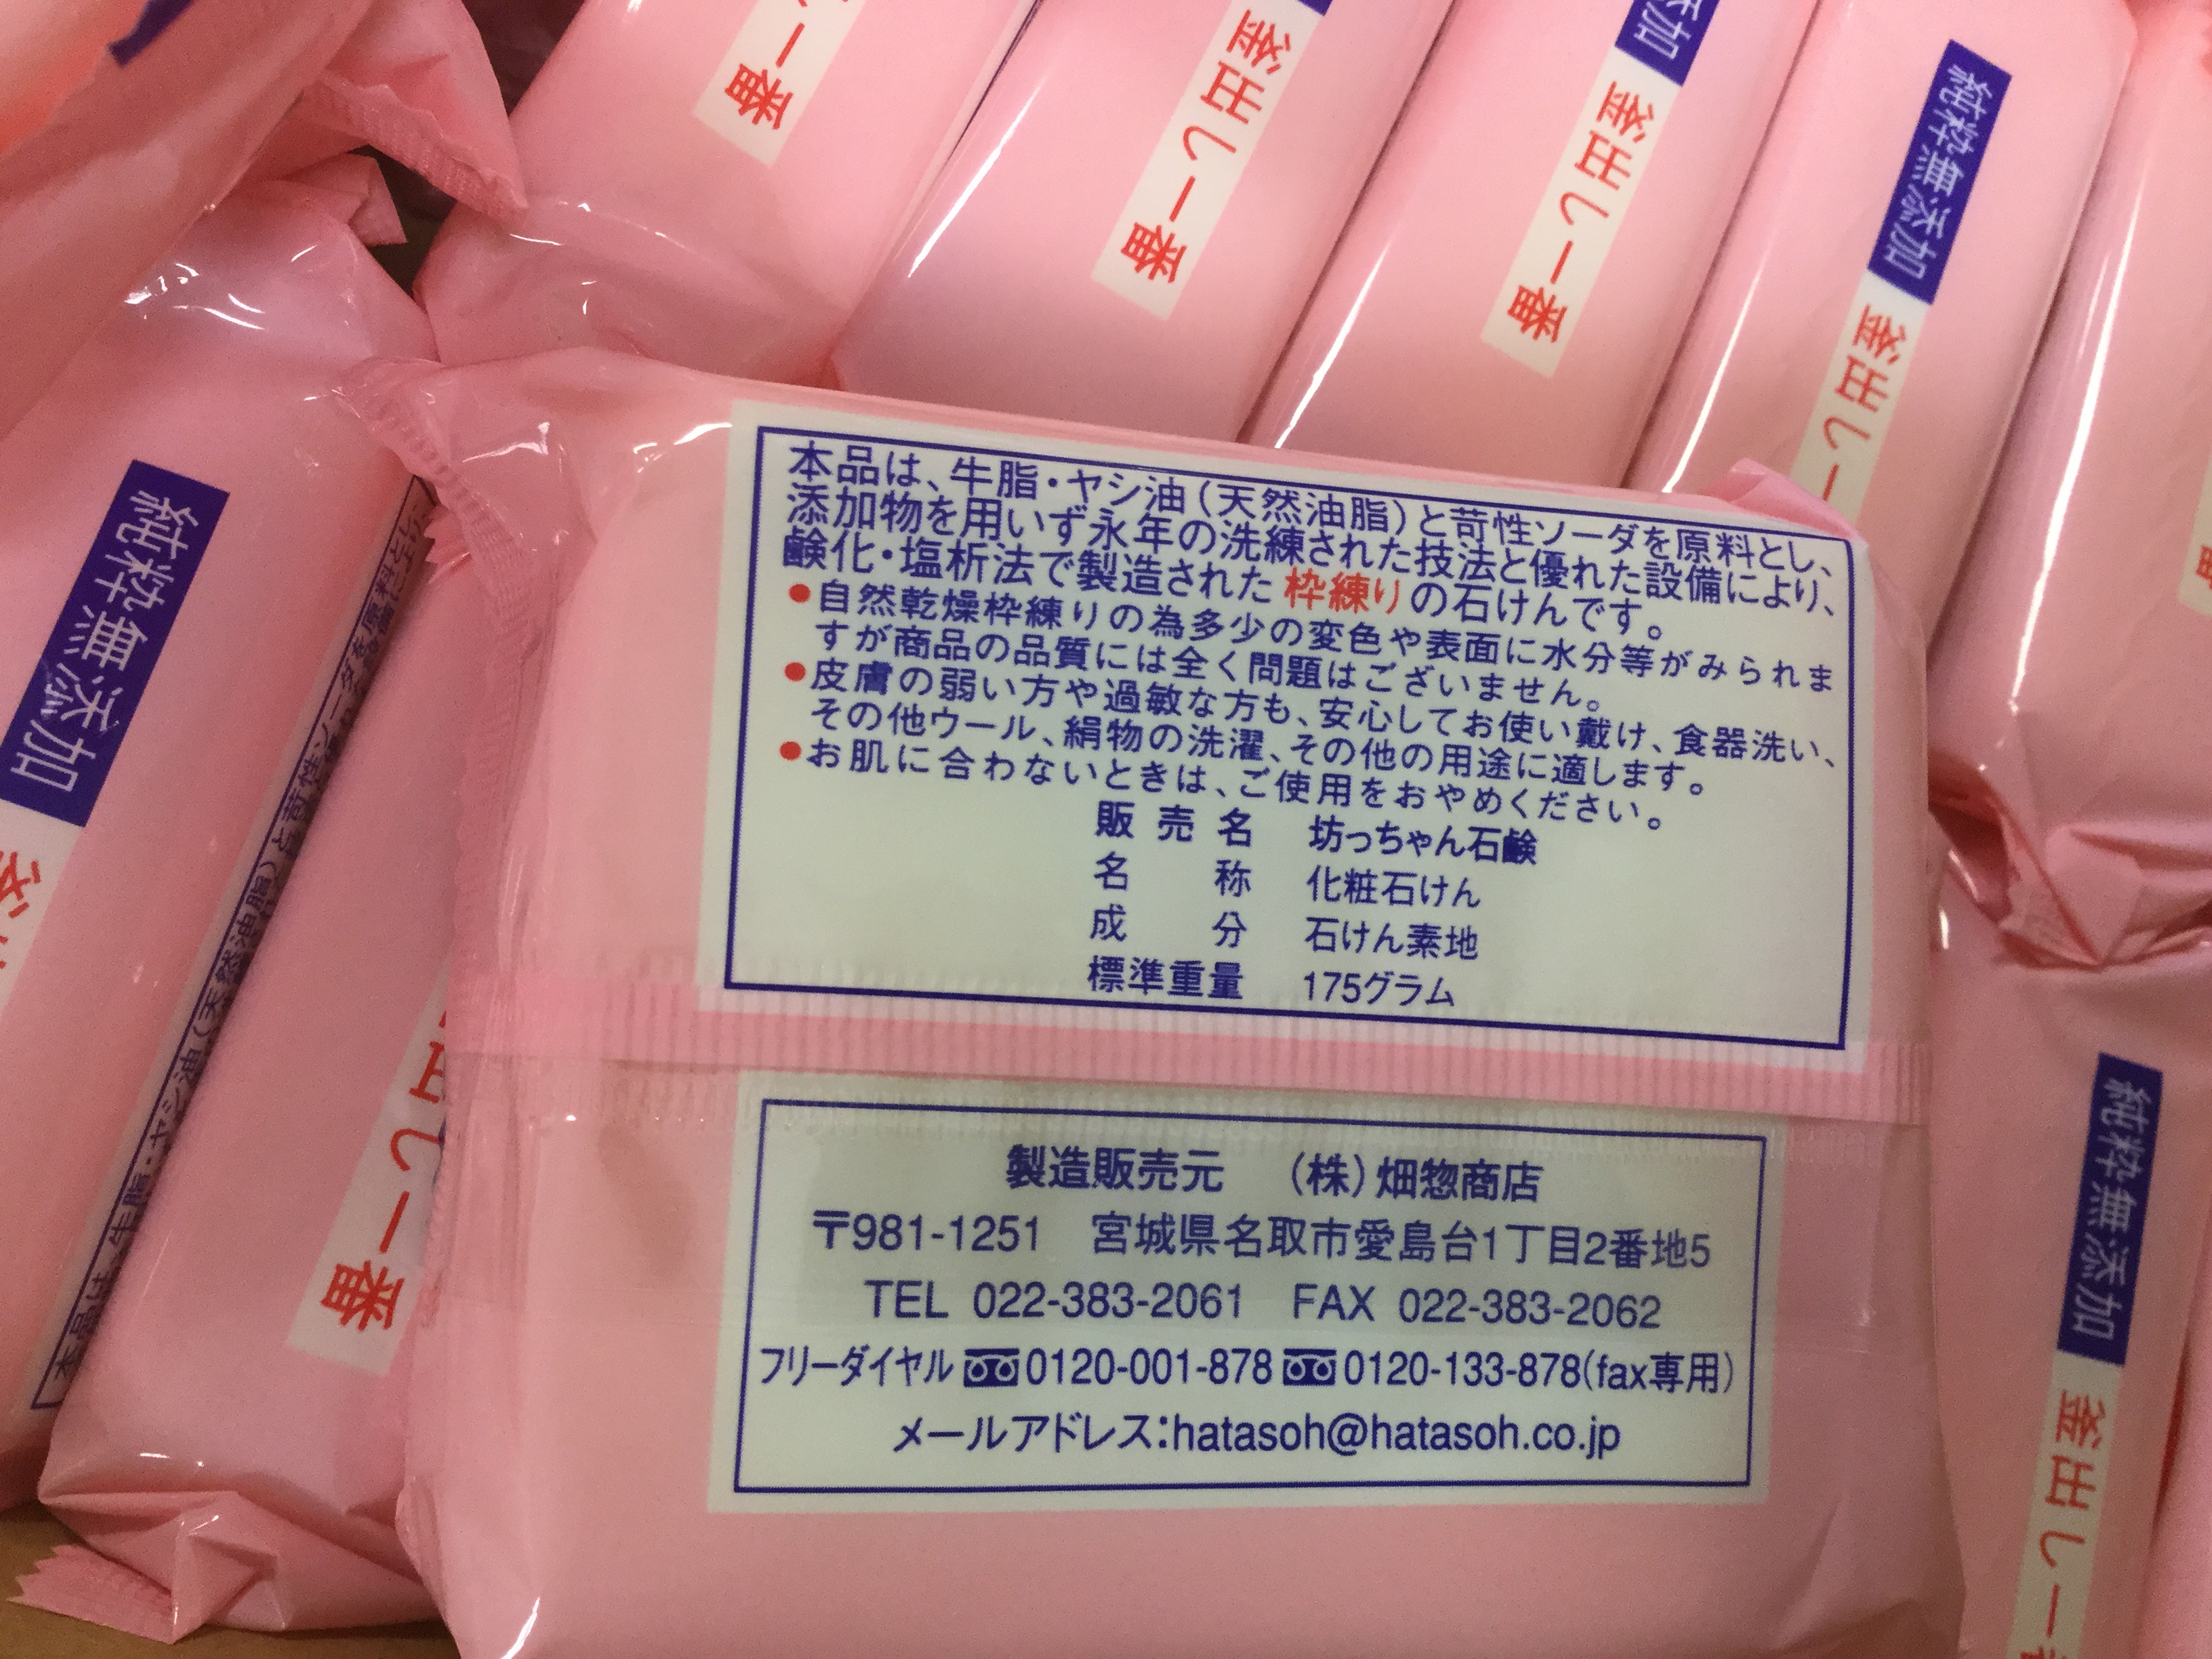 一番
釜出し一番
添加
釜出し一番
純粋無添加
釜出し一
純粋無添加
し一番
本品は、牛脂・ヤシ油(天然油脂)と苛性ソーダを原料とし、
添加物を用いず永年の洗練された技法と優れた設備により、
鹸化・塩析法で製造された枠練りの石けんです。
●自然乾燥枠練りの為多少の変色や表面に水分等がみられま
すが商品の品質には全く問題はございません。
●皮膚の弱い方や過敏な方も、安心してお使い戴け、食器洗い、
その他ウール、絹物の洗濯、その他の用途に適します。
●お肌に合わないときは、ご使用をおやめください。
販売名 坊っちゃん石鹸
名称 化粧石けん
成分 石けん素地
標準重量 175グラム
製造販売元 (株)畑惣商店
〒981-1251 宮城県名取市愛島台1丁目2番地5
TEL 022-383-2061 FAX 022-383-2062
フリーダイヤル 0120-001-878 0120-133-878(fax専用)
メールアドレス:hatasoh@hatasoh.co.jp
純粋無添加
釜出し一番